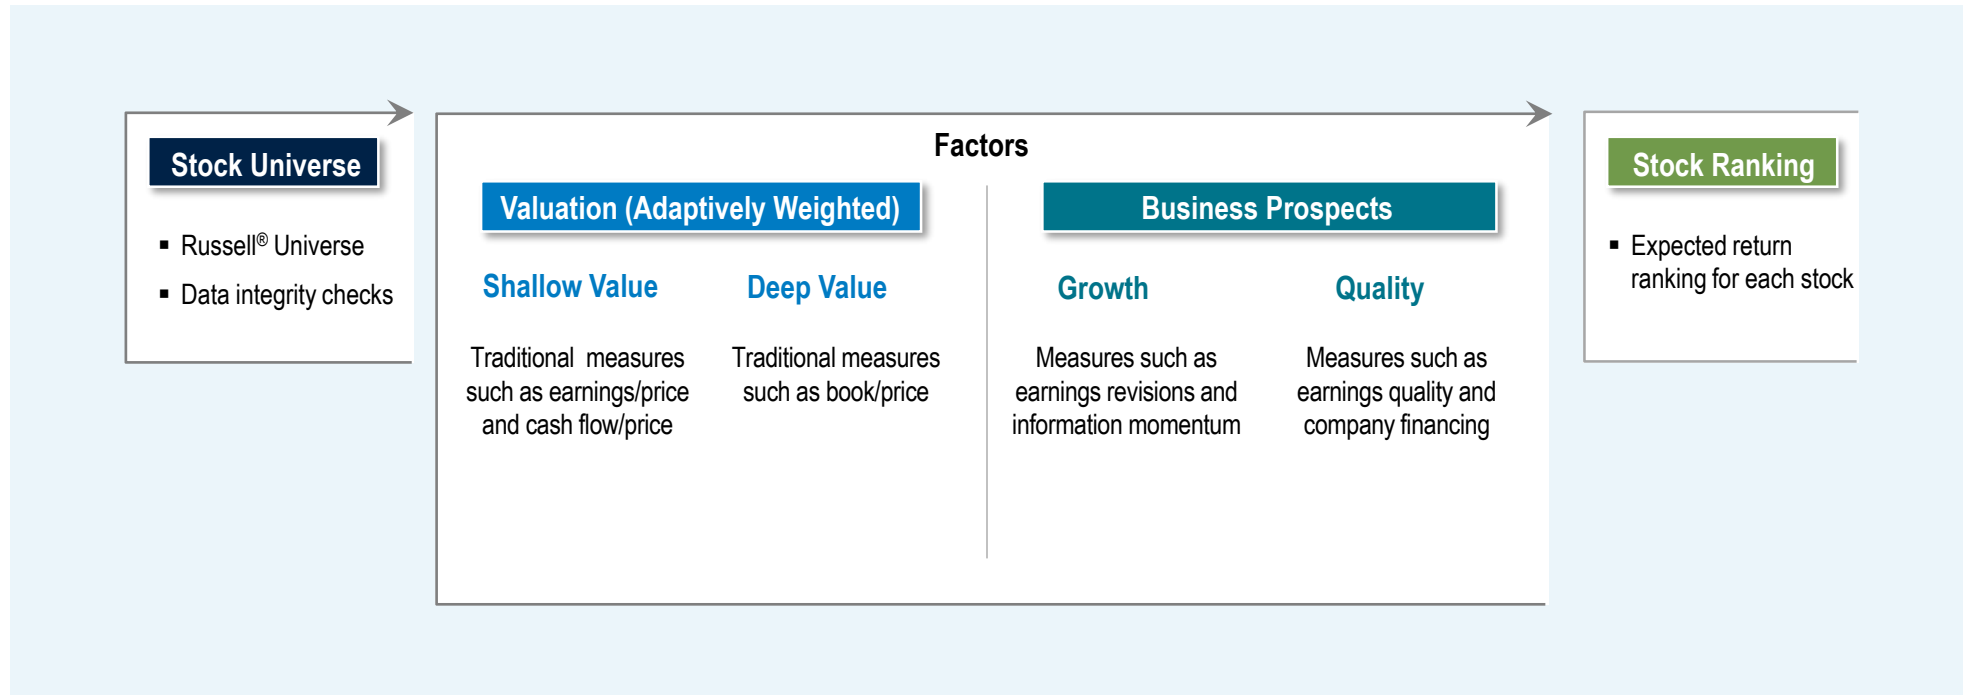 Stock Universe
▪ Russell® Universe
▪ Data integrity checks
Factors
Valuation (Adaptively Weighted)
Shallow Value
Traditional measures
such as earnings/price
and cash flow/price
Deep Value
Traditional measures
such as book/price
Business Prospects
Growth
Measures such as
earnings revisions and
information momentum
Quality
Measures such as
earnings quality and
company financing
Stock Ranking
▪ Expected return
ranking for each stock